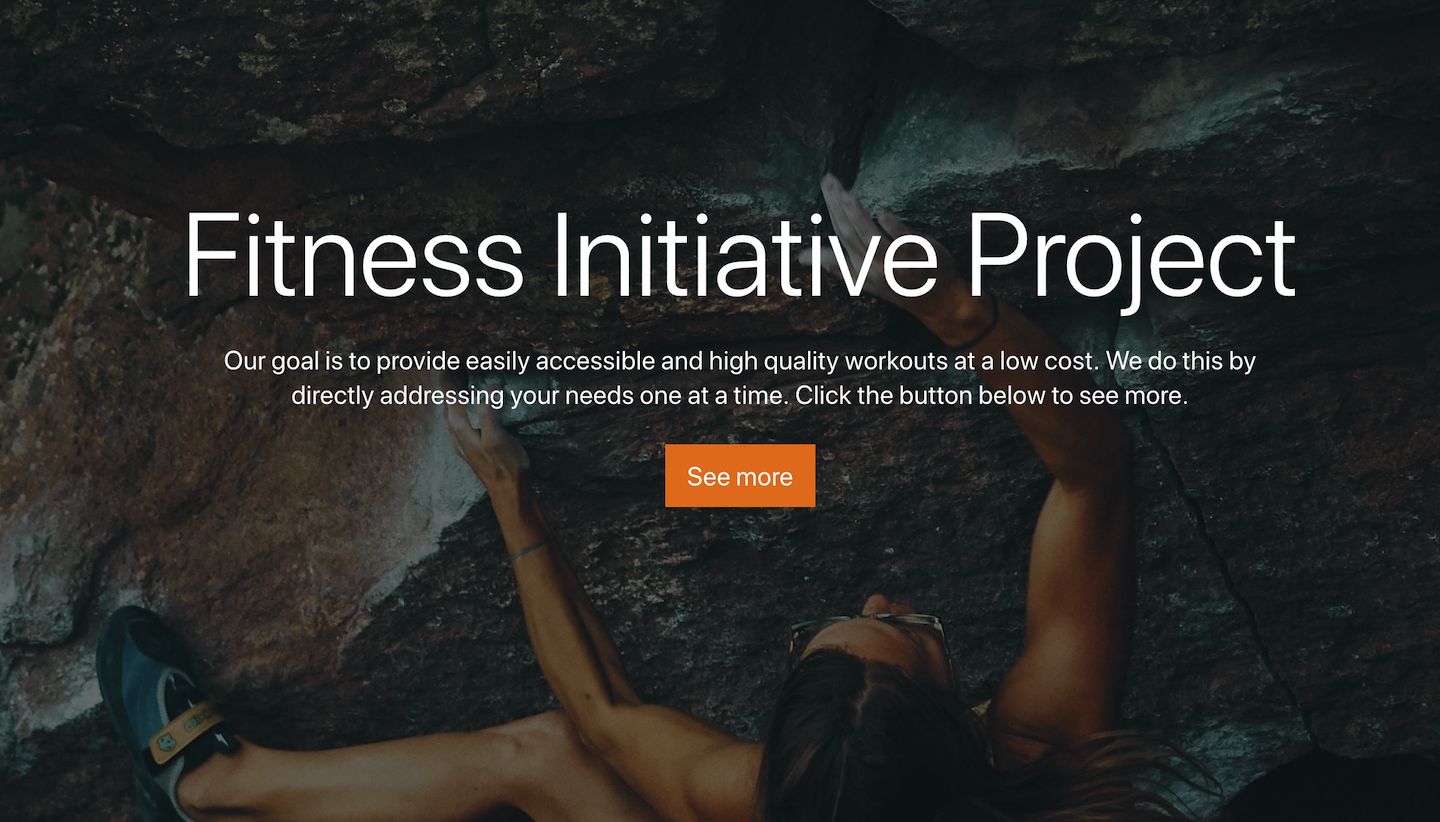 Fitness Initiative Project
Our goal is to provide easily accessible and high quality workouts at a low cost. We do this by
directly addressing your needs one at a time. Click the button below to see more.
See more